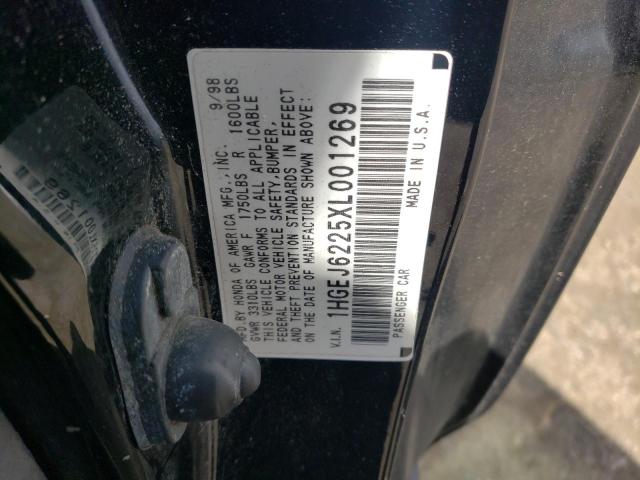 MFD.BY HONDA OF AMERICA MFG.,INC. 9/98
GVWR 3310LBS GAWR F 1750LBS R 1600LBS
THIS VEHICLE CONFORMS TO ALL APPLICABLE
FEDERAL MOTOR VEHICLE SAFETY,BUMPER,
AND THEFT PREVENTION STANDARDS IN EFFECT
ON THE DATE OF MANUFACTURE SHOWN ABOVE:
V.I.N. 1HGEJ6225XL001269
PASSENGER CAR MADE IN U.S.A.